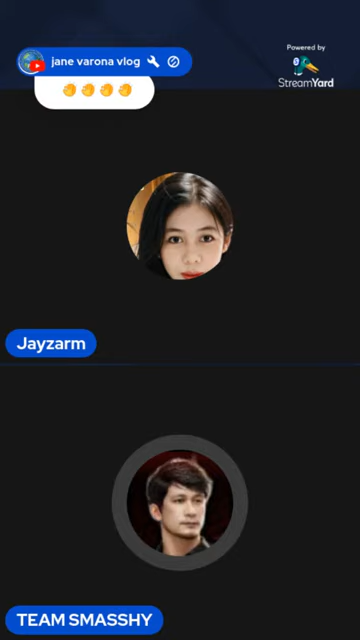 Powered by
StreamYard
jane varona vlog
👏👏👏👏
Jayzarm
TEAM SMASSHY